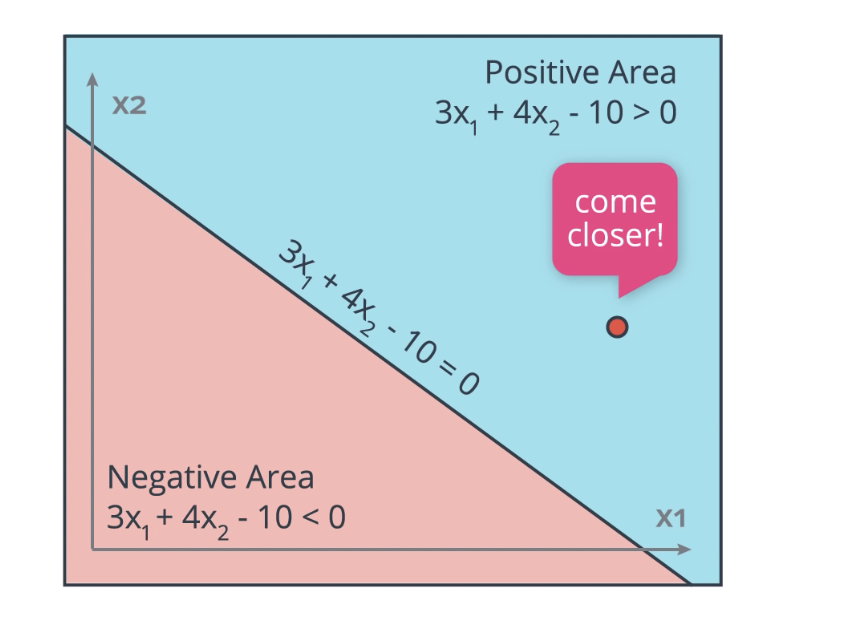 Positive Area
3x₁ + 4x₂ - 10 > 0
X2
come
closer!
3x₁ + 4x₂ - 10 = 0
Negative Area
3x₁ + 4x₂ - 10 < 0
X1